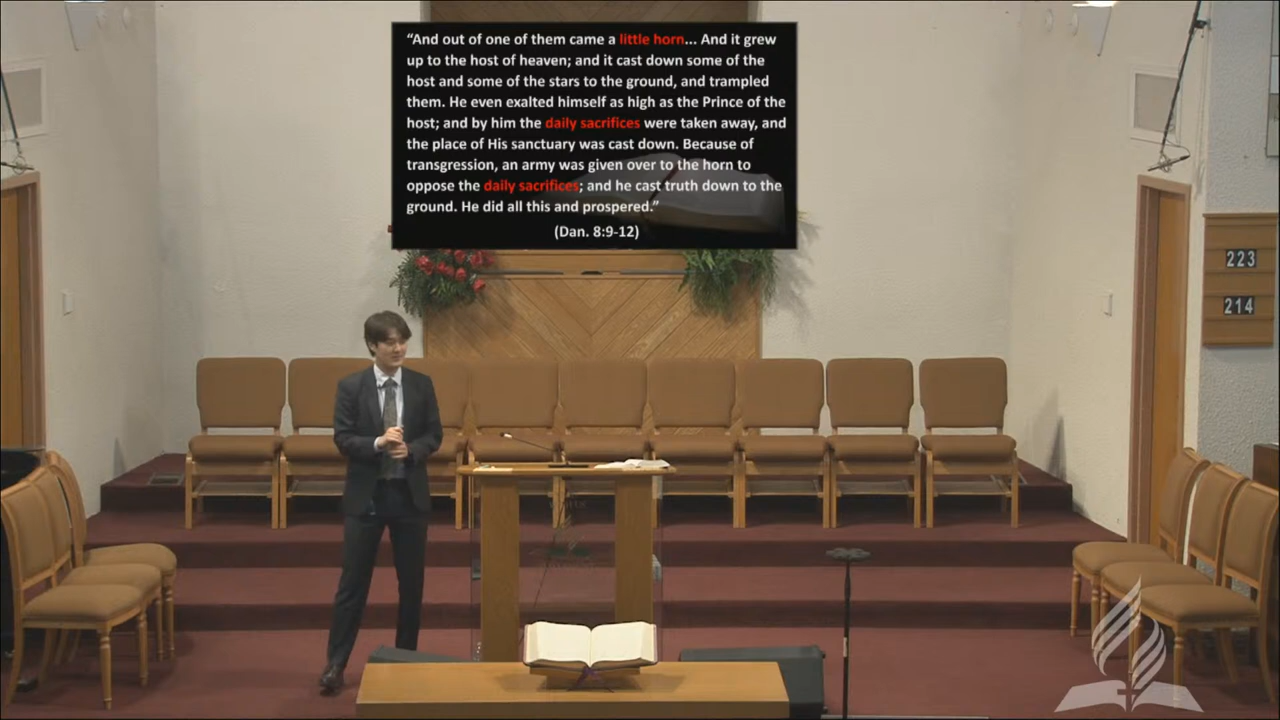 “And out of one of them came a little horn... And it grew
up to the host of heaven; and it cast down some of the
host and some of the stars to the ground, and trampled
them. He even exalted himself as high as the Prince of the
host; and by him the daily sacrifices were taken away, and
the place of His sanctuary was cast down. Because of
transgression, an army was given over to the horn to
oppose the daily sacrifices; and he cast truth down to the
ground. He did all this and prospered.”
(Dan. 8:9-12)
223
214